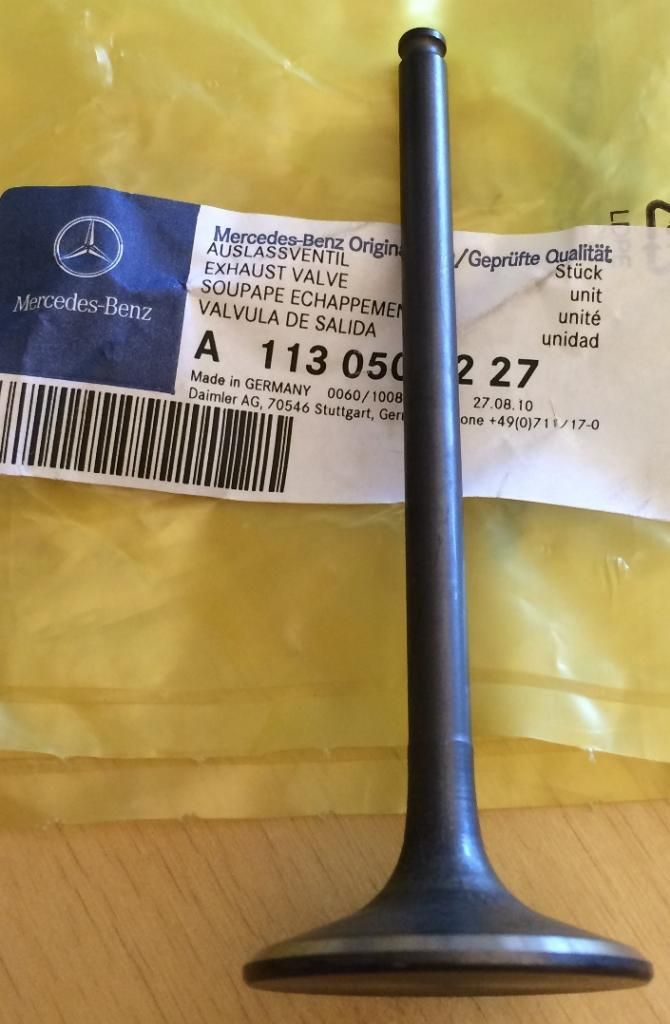 Mercedes-Benz
Mercedes-Benz Origina /Geprüfte Qualität
AUSLASSVENTIL
EXHAUST VALVE
SOUPAPE ECHAPPEMEN
VALVULA DE SALIDA
Stück
unit
unité
unidad
A 113 050 2 27
Made in GERMANY 0060/1008 27.08.10
Daimler AG, 70546 Stuttgart, Ger one +49(0)711/17-0